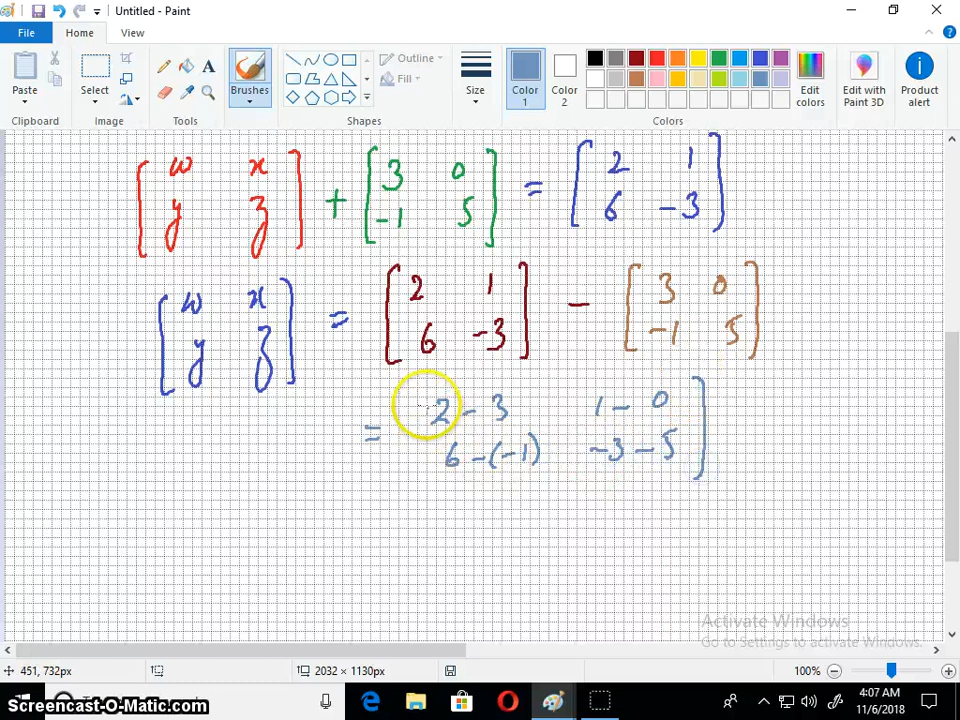 Untitled - Paint
File Home View
Paste Select Brushes Outline Fill Size Color 1 Color 2 Edit colors Edit with Paint 3D Product alert
Clipboard Image Tools Shapes Colors
[w x] + [3 0] = [2 1]
[y z] [-1 5] [6 -3]
[w x] = [2 1] - [3 0]
[y z] [6 -3] [-1 5]
= 2 - 3 1 - 0]
6 - (-1) -3 - 5]
Activate Windows
Go to Settings to activate Windows.
451, 732px 2032 × 1130px 100%
Screencast-O-Matic.com
4:07 AM
11/6/2018